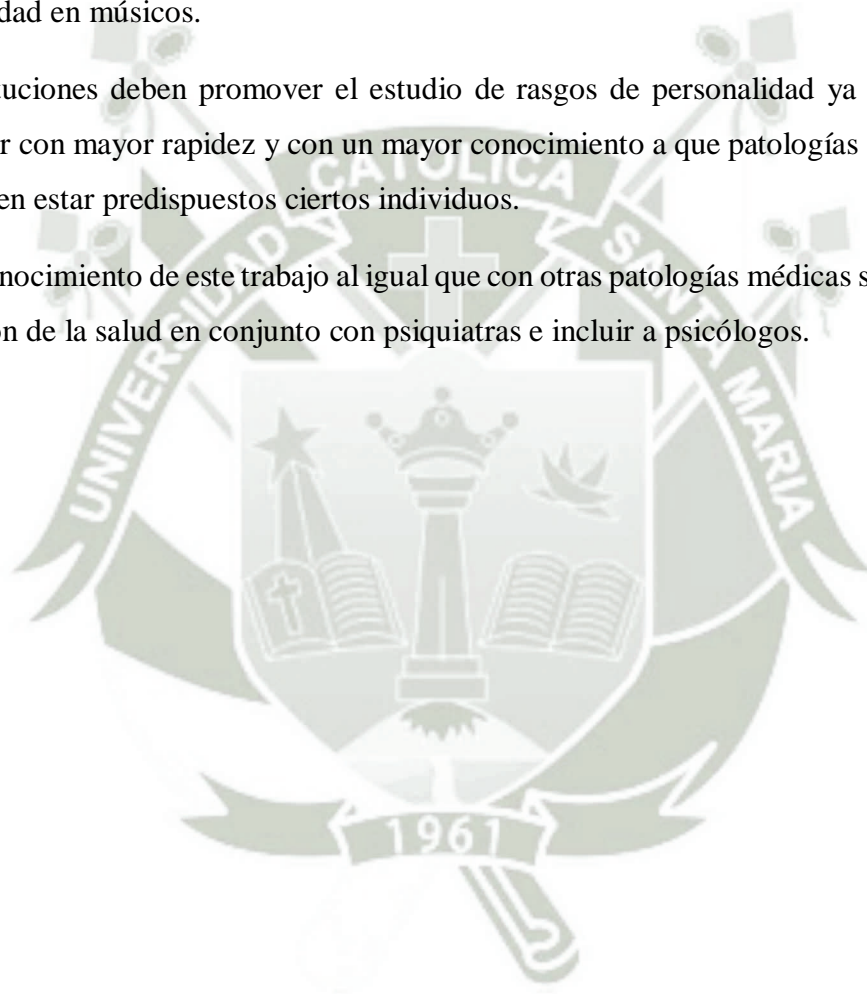 dad en músicos.
uciones deben promover el estudio de rasgos de personalidad ya
r con mayor rapidez y con un mayor conocimiento a que patologías
en estar predispuestos ciertos individuos.
nocimiento de este trabajo al igual que con otras patologías médicas s
n de la salud en conjunto con psiquiatras e incluir a psicólogos.
UNIVERSIDAD CATOLICA SANTA MARIA
1961